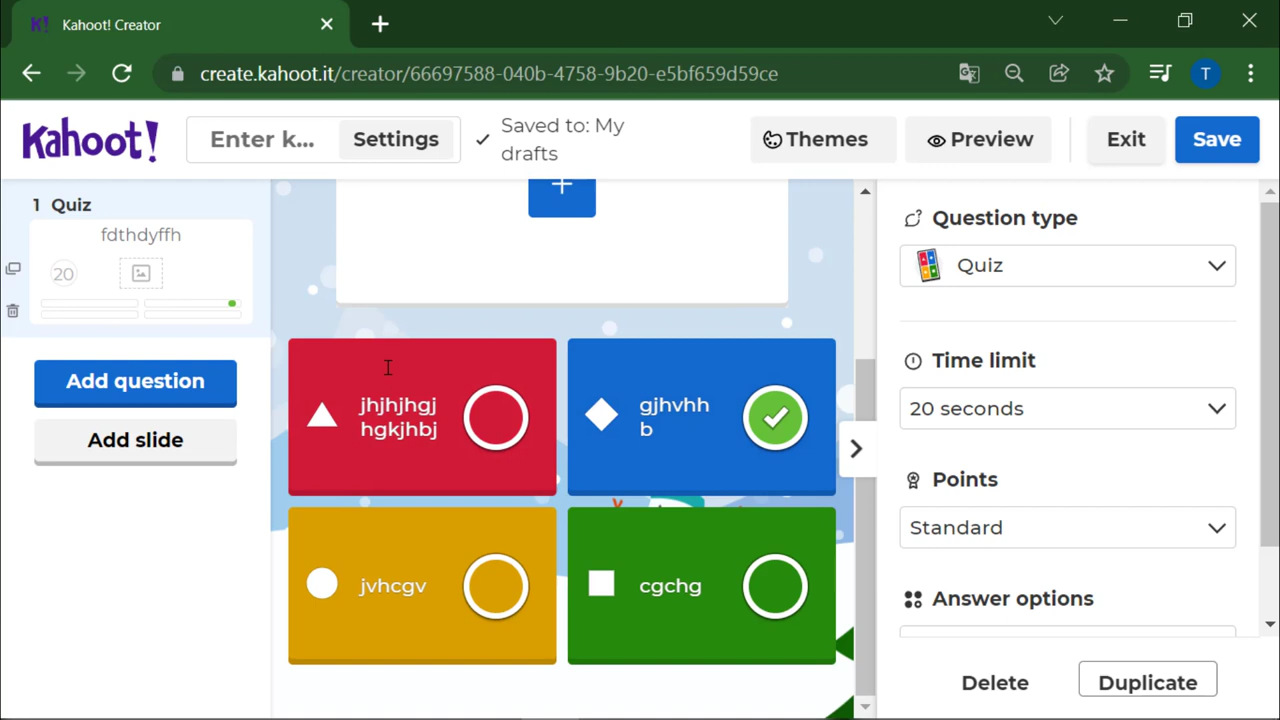 Kahoot! Creator
create.kahoot.it/creator/66697588-040b-4758-9b20-e5bf659d59ce
T
Kahoot!
Enter k...
Settings
Saved to: My
drafts
Themes
Preview
Exit
Save
1 Quiz
fdthdyffh
20
Add question
Add slide
jhjhjhgj
hgkjhbj
gjhvhh
b
jvhcgv
cgchg
Question type
Quiz
Time limit
20 seconds
Points
Standard
Answer options
Delete
Duplicate